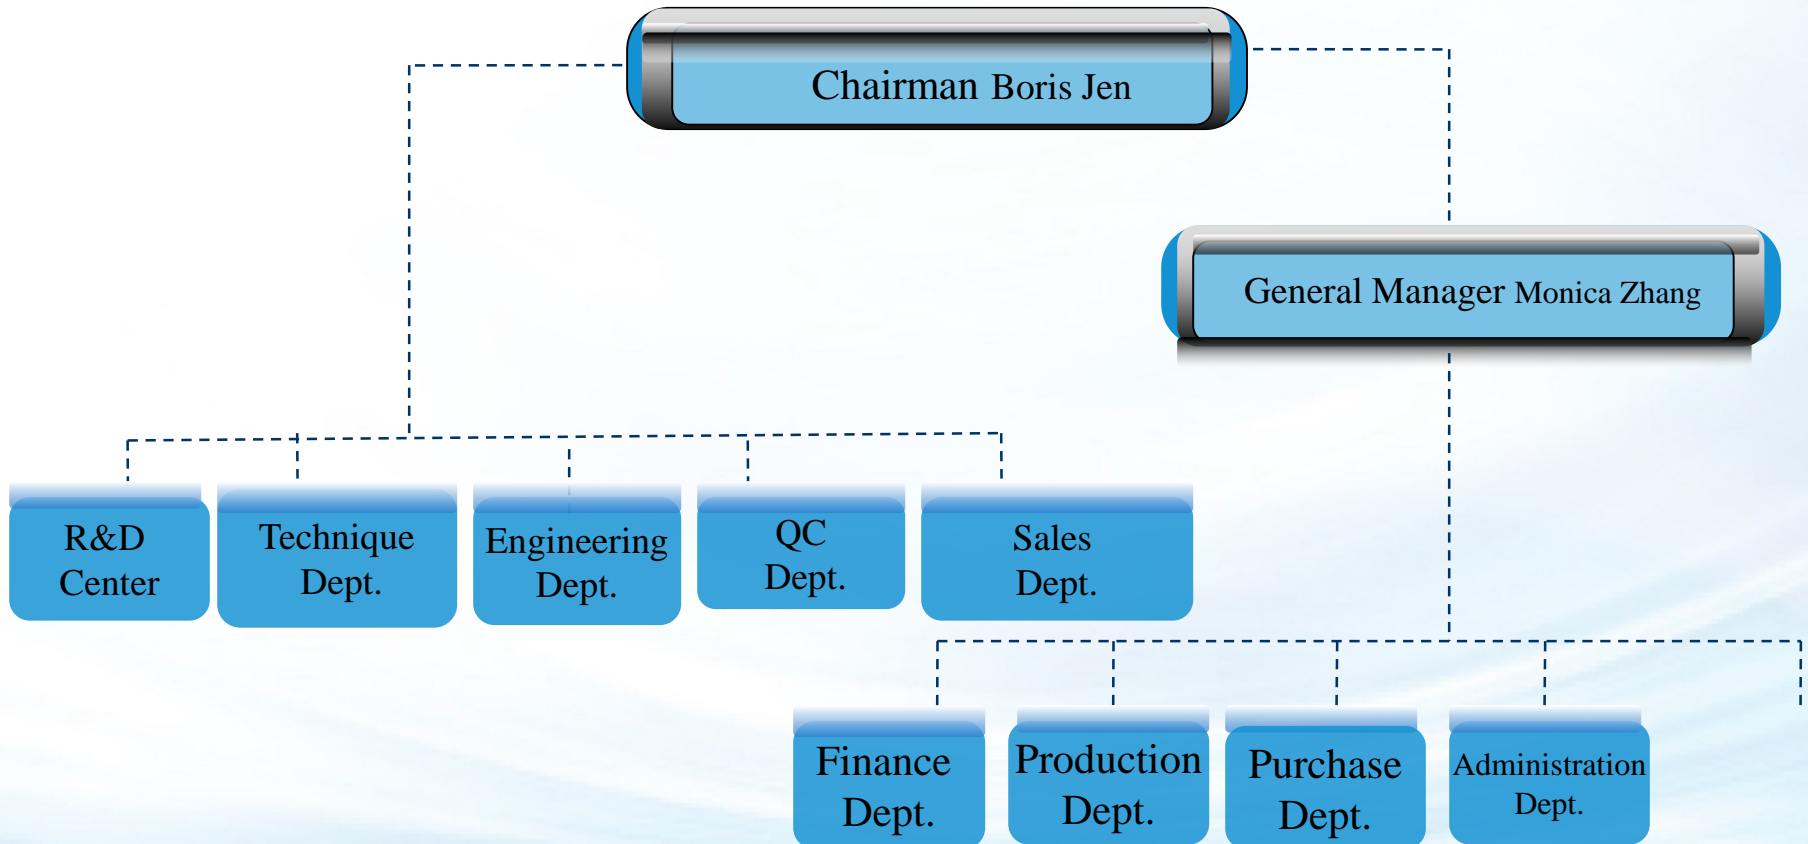 Chairman Boris Jen
General Manager Monica Zhang
R&D
Center
Technique
Dept.
Engineering
Dept.
QC
Dept.
Sales
Dept.
Finance
Dept.
Production
Dept.
Purchase
Dept.
Administration
Dept.